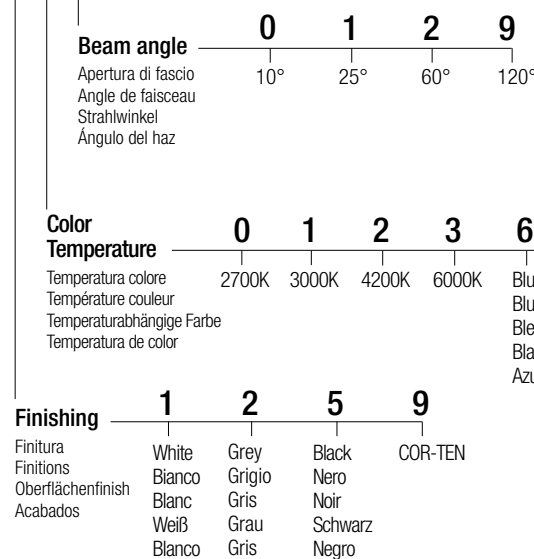 0 1 2 9
Beam angle
10° 25° 60° 120°
Apertura di fascio
Angle de faisceau
Strahlwinkel
Ángulo del haz
Color
Temperature
0 1 2 3 6
2700K 3000K 4200K 6000K
Temperatura colore
Température couleur
Temperaturabhängige Farbe
Temperatura de color
Finishing
1 2 5 9
Finitura
Finitions
Oberflächenfinish
Acabados
White Grey Black COR-TEN
Bianco Grigio Nero
Blanc Gris Noir
Weiß Grau Schwarz
Blanco Gris Negro